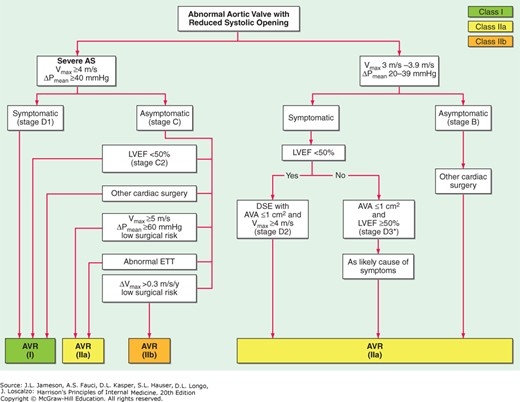 Abnormal Aortic Valve with
Reduced Systolic Opening
Class I
Class IIa
Class IIb
Severe AS
Vmax ≥4 m/s
ΔPmean ≥40 mmHg
Vmax 3 m/s –3.9 m/s
ΔPmean 20–39 mmHg
Symptomatic
(stage D1)
Asymptomatic
(stage C)
Symptomatic
Asymptomatic
(stage B)
LVEF <50%
(stage C2)
LVEF <50%
Other cardiac surgery
Yes
No
Other cardiac
surgery
Vmax ≥5 m/s
ΔPmean ≥60 mmHg
low surgical risk
DSE with
AVA ≤1 cm2 and
Vmax ≥4 m/s
(stage D2)
AVA ≤1 cm2
and
LVEF ≥50%
(stage D3*)
Abnormal ETT
As likely cause of
symptoms
ΔVmax >0.3 m/s/y
low surgical risk
AVR
(I)
AVR
(IIa)
AVR
(IIb)
AVR
(IIa)
Source: J.L. Jameson, A.S. Fauci, D.L. Kasper, S.L. Hauser, D.L. Longo,
J. Loscalzo: Harrison's Principles of Internal Medicine, 20th Edition
Copyright © McGraw-Hill Education. All rights reserved.